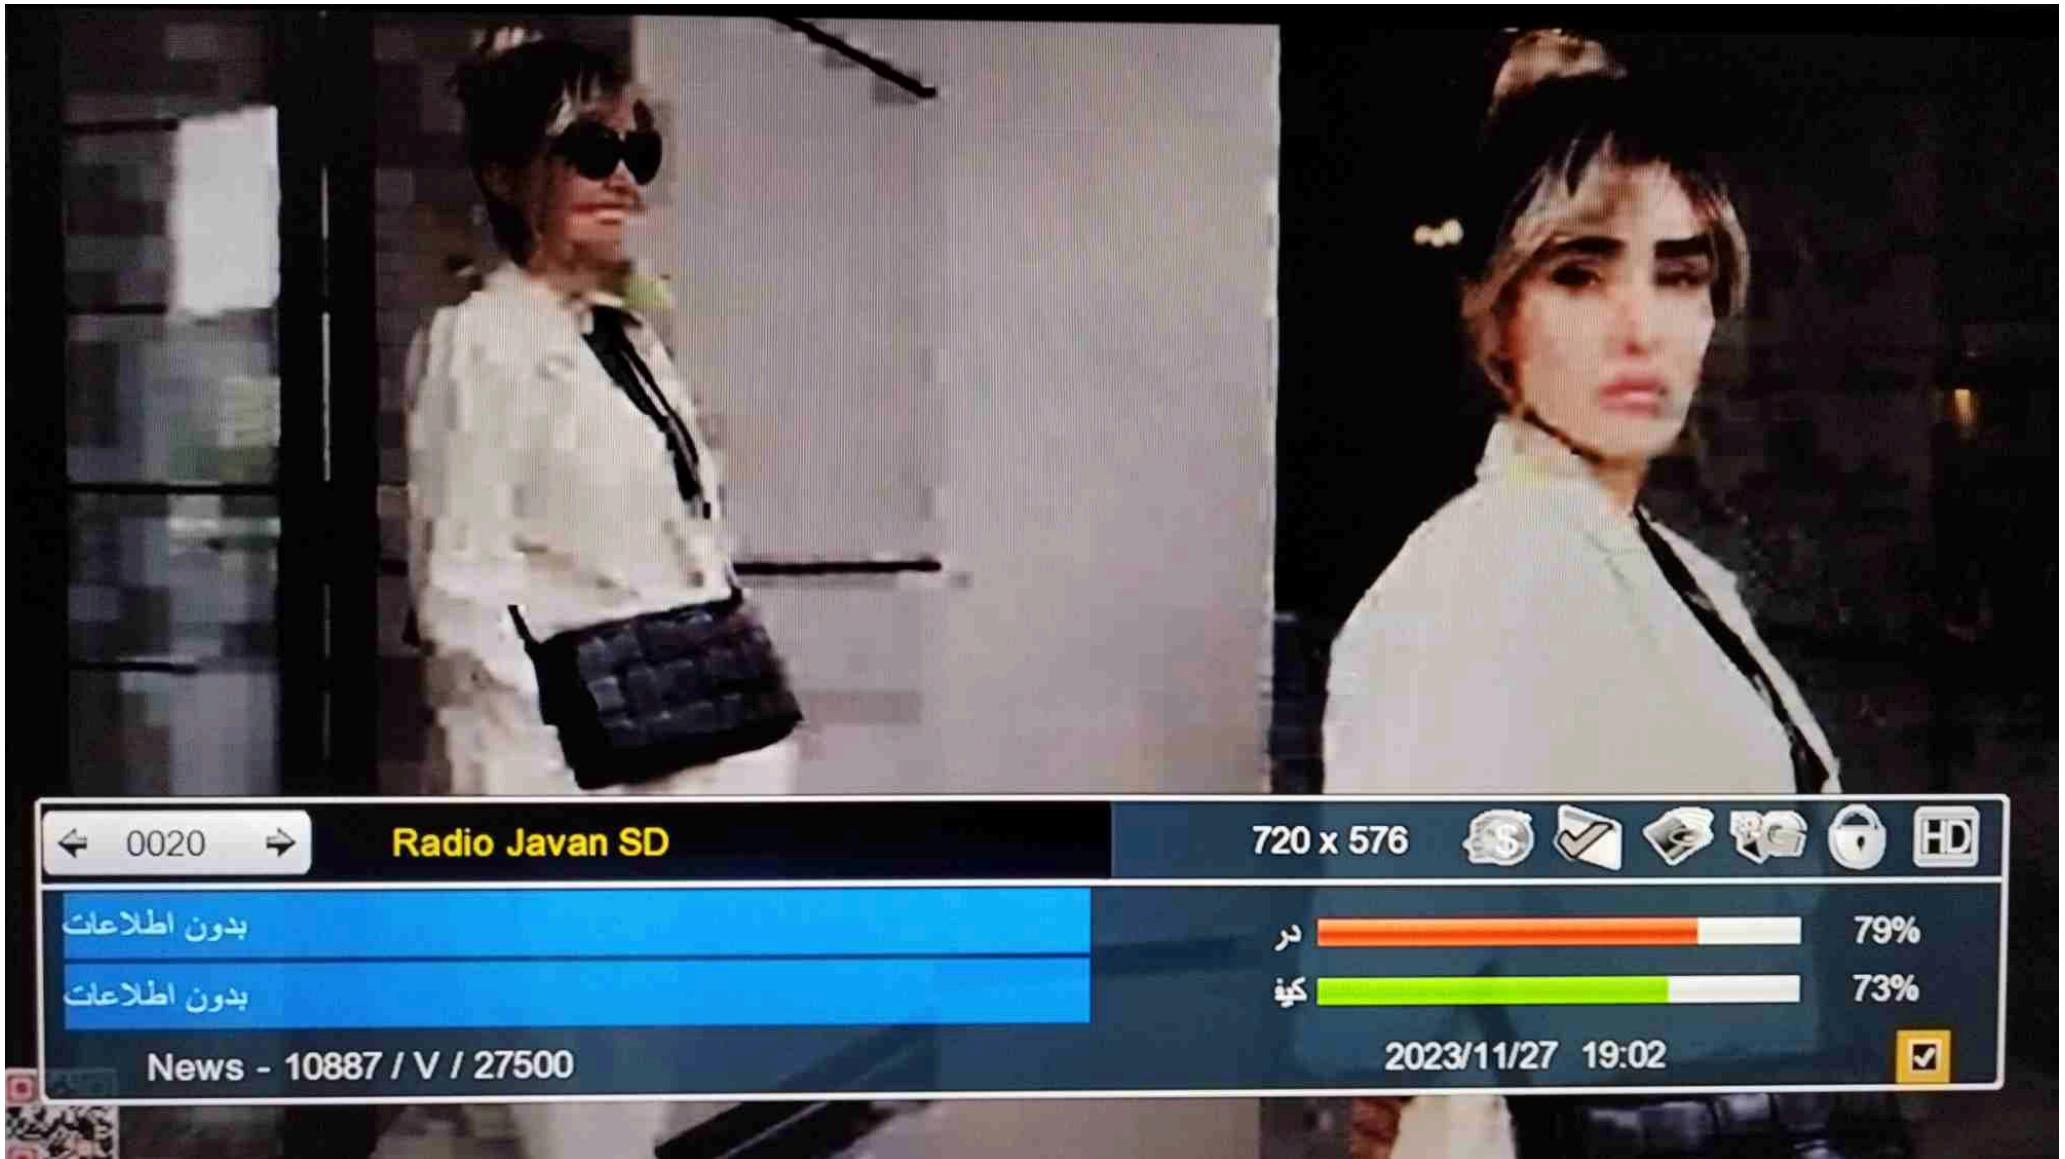 0020
Radio Javan SD
720 x 576
HD
بدون اطلاعات
در
79%
بدون اطلاعات
کیف
73%
News - 10887 / V / 27500
2023/11/27 19:02